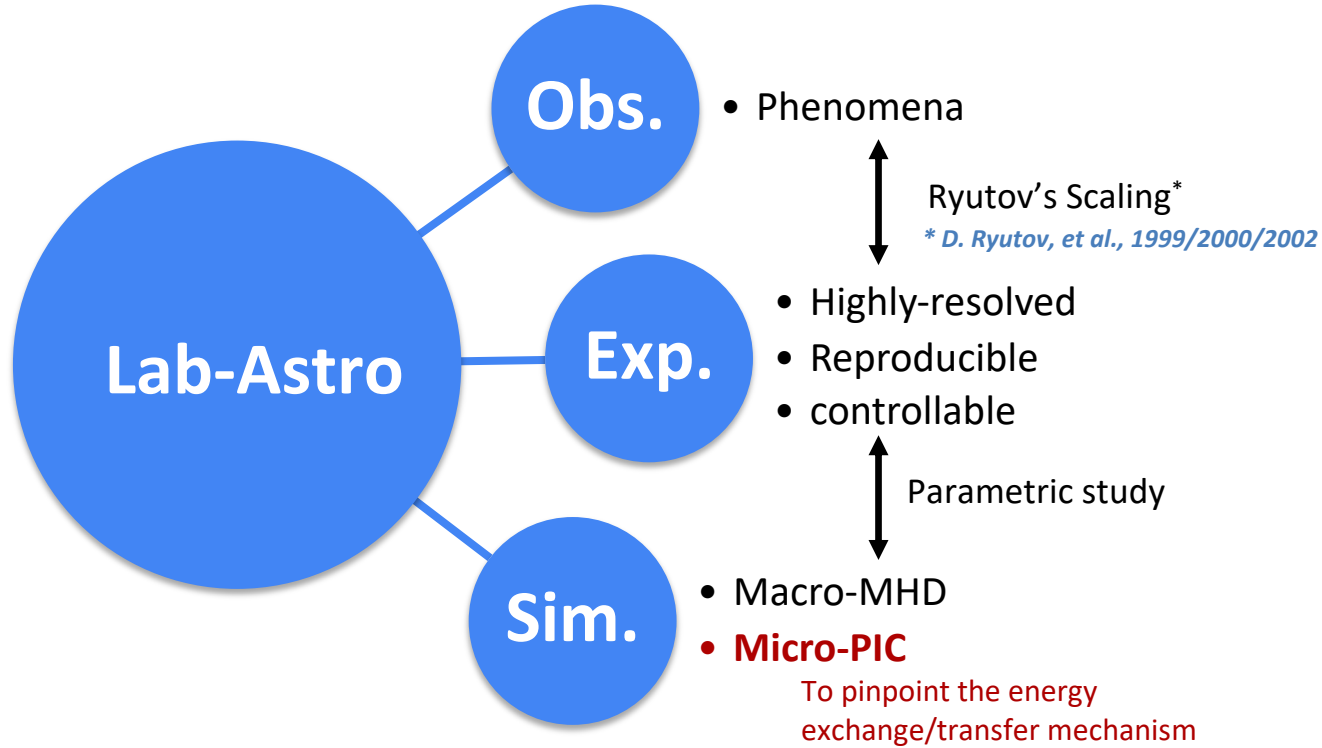 Obs.
• Phenomena
Ryutov’s Scaling*
* D. Ryutov, et al., 1999/2000/2002
Lab-Astro
Exp.
• Highly-resolved
• Reproducible
• controllable
Parametric study
Sim.
• Macro-MHD
• Micro-PIC
To pinpoint the energy
exchange/transfer mechanism